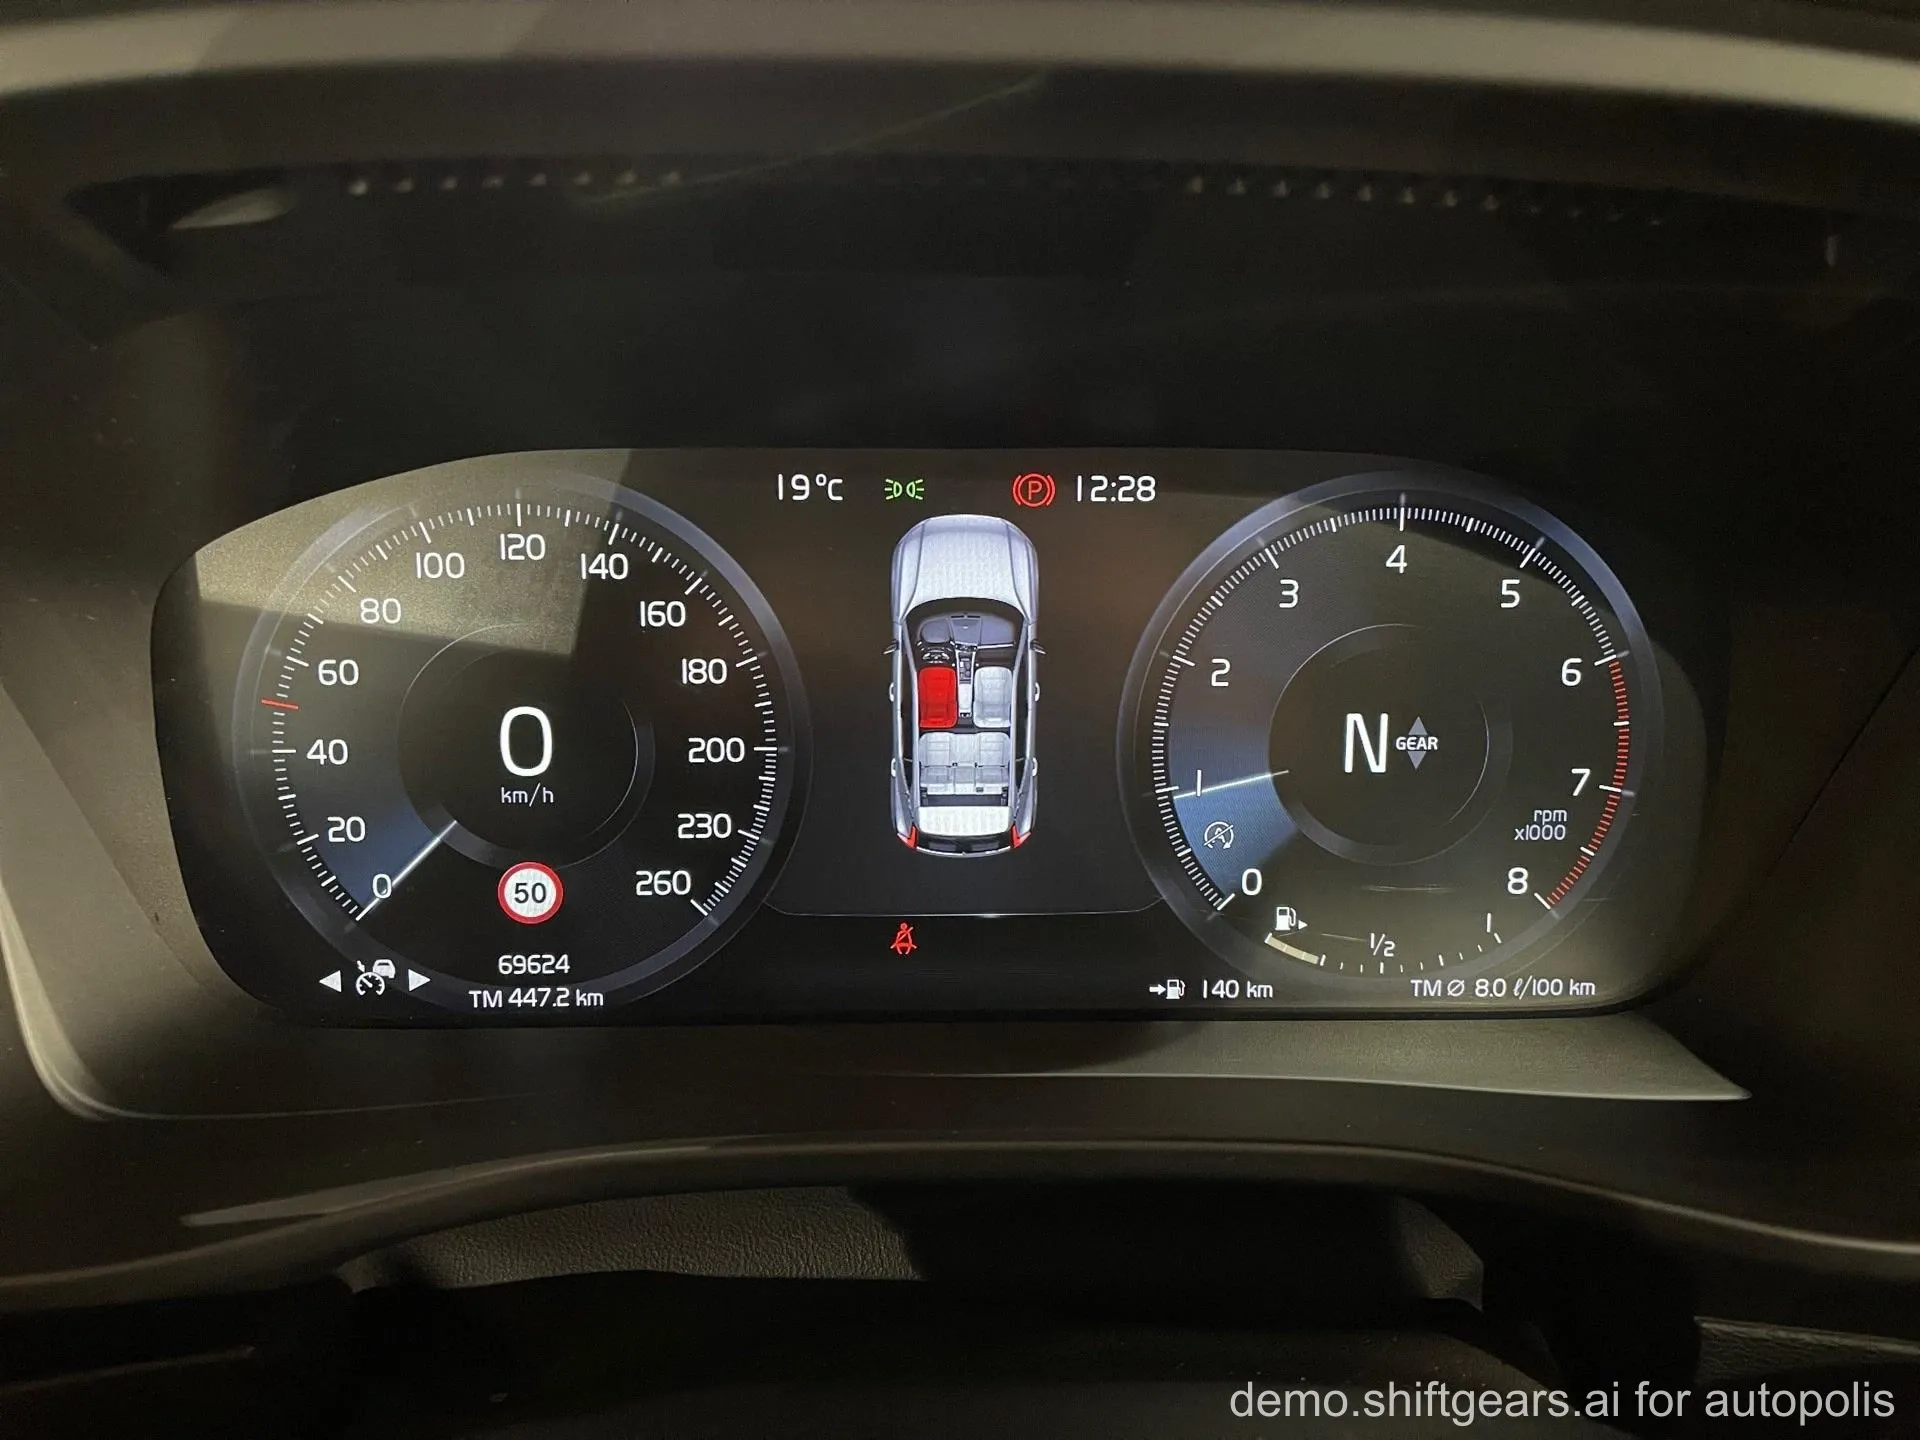 19°C 12:28
120
100 140
80 160
60 180
40 200
20 230
0 260
0
km/h
50
69624
TM 447.2 km
4
3 5
2 6
1 7
0 8
N GEAR
rpm
x1000
A
1/2 1
140 km
TM ∅ 8.0 ℓ/100 km
P
demo.shiftgears.ai for autopolis